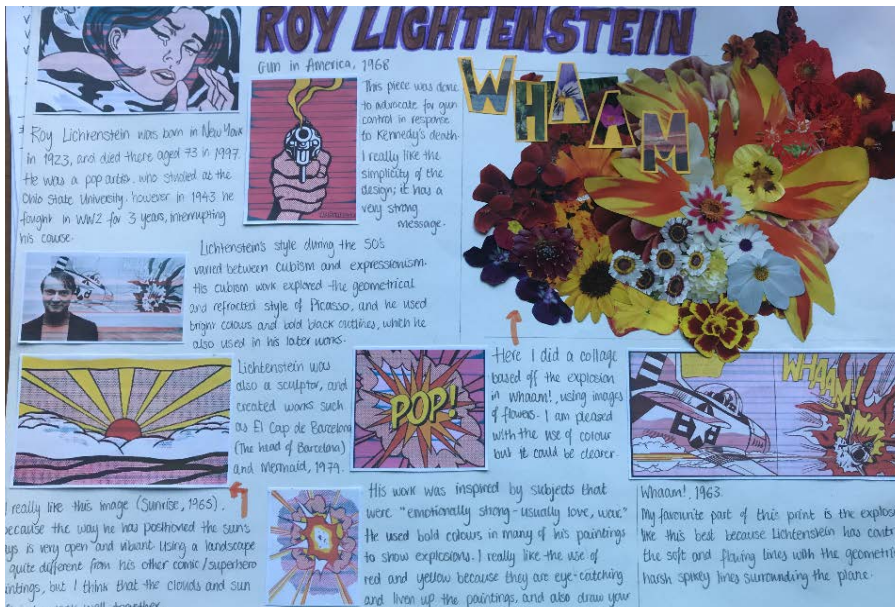 ROY LICHTENSTEIN
Gun in America, 1968
This piece was done
to advocate for gun
control in response
to Kennedy's death.
I really like the
simplicity of the
design; it has a
very strong
message.
WHAAM
Roy Lichtenstein was born in New York
in 1923, and died there aged 73 in 1997.
He was a pop artist, who studied at the
Ohio State University, however in 1943 he
fought in WW2 for 3 years, interrupting
his course.
Lichtenstein's style during the 50's
varied between cubism and expressionism.
His cubism work explored the geometrical
and refracted style of Picasso, and he used
bright colours and bold black outlines, which he
also used in his later works.
Lichtenstein was
also a sculptor, and
created works such
as El Cap de Barcelona
(The head of Barcelona)
and Mermaid, 1979.
POP!
Here I did a collage
based off the explosion
in whaam!, using images
of flowers. I am pleased
with the use of colour
but it could be clearer.
WHAAM!
I really like this image (Sunrise, 1965),
because the way he has positioned the sun's
is very open and vibrant. Using a landscape
quite different from his other comic/superhero
but I think that the clouds and sun
well together
His work was inspired by subjects that
were "emotionally strong - usually love, war."
He used bold colours in many of his paintings
to show explosions. I really like the use of
red and yellow because they are eye-catching
and liven up the paintings, and also draw your
Whaam!, 1963.
My favourite part of this print is the explos
like this best because Lichtenstein has contr
the soft and flowing lines with the geometri
harsh spikey lines surrounding the plane.